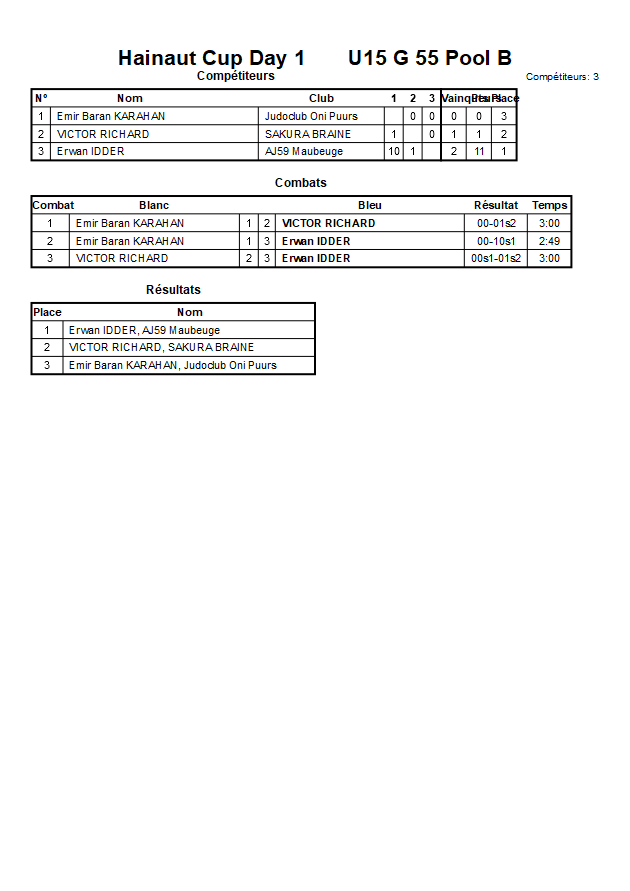 Hainaut Cup Day 1 U15 G 55 Pool B
Compétiteurs
Compétiteurs: 3
N° Nom Club 1 2 3 Vainqueurs Pts Place
1 Emir Baran KARAHAN Judoclub Oni Puurs 0 0 0 0 3
2 VICTOR RICHARD SAKURA BRAINE 1 0 1 1 2
3 Erwan IDDER AJ59 Maubeuge 10 1 2 11 1
Combats
Combat Blanc Bleu Résultat Temps
1 Emir Baran KARAHAN 1 2 VICTOR RICHARD 00-01s2 3:00
2 Emir Baran KARAHAN 1 3 Erwan IDDER 00-10s1 2:49
3 VICTOR RICHARD 2 3 Erwan IDDER 00s1-01s2 3:00
Résultats
Place Nom
1 Erwan IDDER, AJ59 Maubeuge
2 VICTOR RICHARD, SAKURA BRAINE
3 Emir Baran KARAHAN, Judoclub Oni Puurs